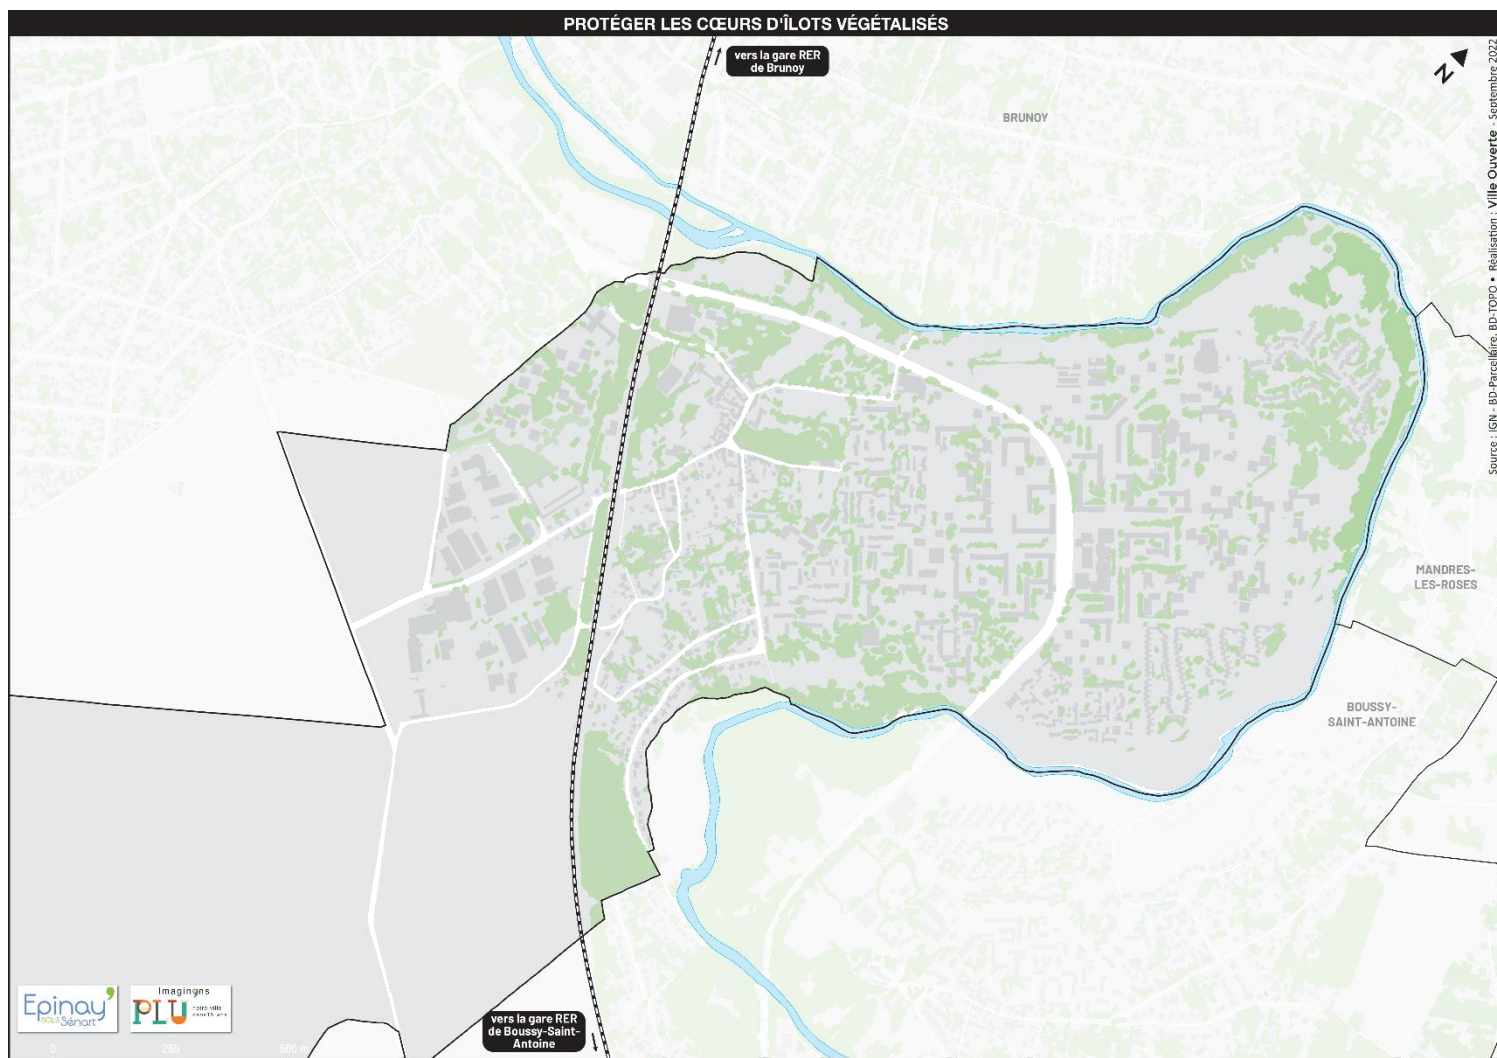 PROTÉGER LES CŒURS D'ÎLOTS VÉGÉTALISÉS
vers la gare RER
de Brunoy
N
BRUNOY
Source : IGN - BD-Parcellaire, BD-TOPO • Réalisation : Ville Ouverte - Septembre 2022
MANDRES-
LES-ROSES
BOUSSY-
SAINT-ANTOINE
Epinay
sous Sénart
Imaginons
PLU
notre ville
vers la gare RER
de Boussy-Saint-
Antoine
0 250 500 m